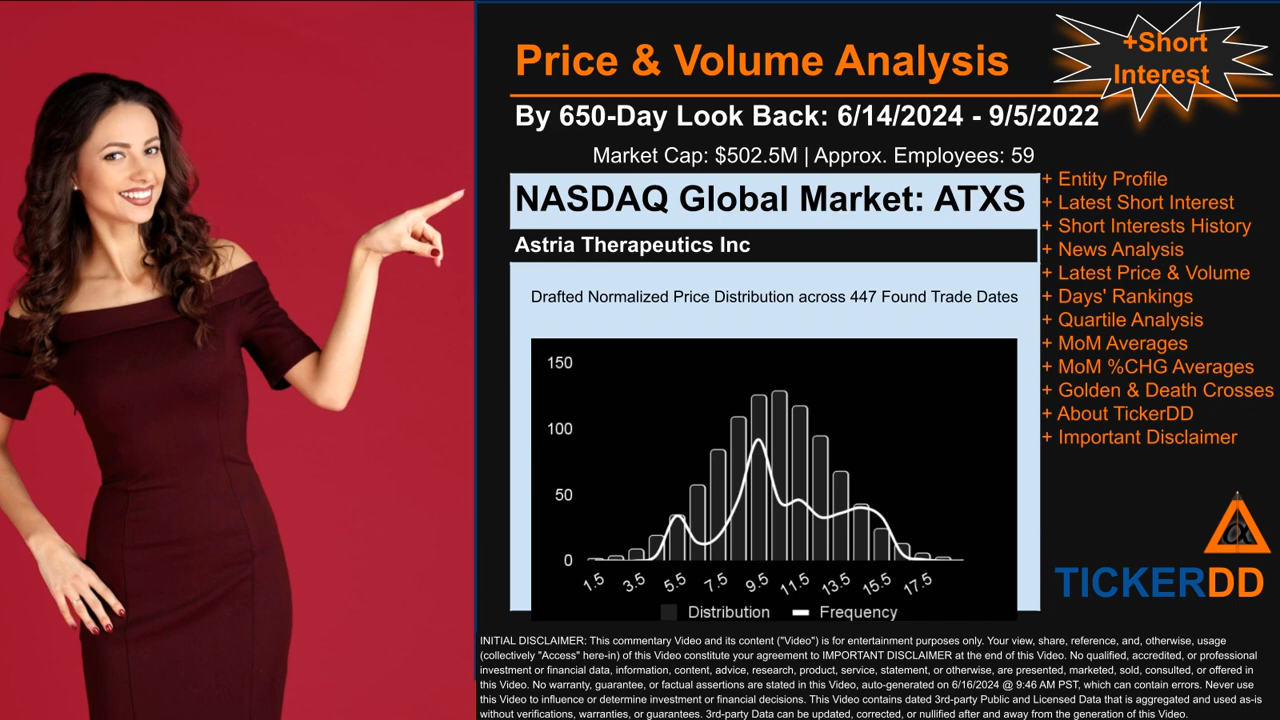 Price & Volume Analysis
+Short
Interest
By 650-Day Look Back: 6/14/2024 - 9/5/2022
Market Cap: $502.5M | Approx. Employees: 59
NASDAQ Global Market: ATXS
Astria Therapeutics Inc
Drafted Normalized Price Distribution across 447 Found Trade Dates
150
100
50
0
1.5 3.5 5.5 7.5 9.5 11.5 13.5 15.5 17.5
Distribution Frequency
+ Entity Profile
+ Latest Short Interest
+ Short Interests History
+ News Analysis
+ Latest Price & Volume
+ Days' Rankings
+ Quartile Analysis
+ MoM Averages
+ MoM %CHG Averages
+ Golden & Death Crosses
+ About TickerDD
+ Important Disclaimer
TICKERDD
INITIAL DISCLAIMER: This commentary Video and its content ("Video") is for entertainment purposes only. Your view, share, reference, and, otherwise, usage
(collectively "Access" here-in) of this Video constitute your agreement to IMPORTANT DISCLAIMER at the end of this Video. No qualified, accredited, or professional
investment or financial data, information, content, advice, research, product, service, statement, or otherwise, are presented, marketed, sold, consulted, or offered in
this Video. No warranty, guarantee, or factual assertions are stated in this Video, auto-generated on 6/16/2024 @ 9:46 AM PST, which can contain errors. Never use
this Video to influence or determine investment or financial decisions. This Video contains dated 3rd-party Public and Licensed Data that is aggregated and used as-is
without verifications, warranties, or guarantees. 3rd-party Data can be updated, corrected, or nullified after and away from the generation of this Video.